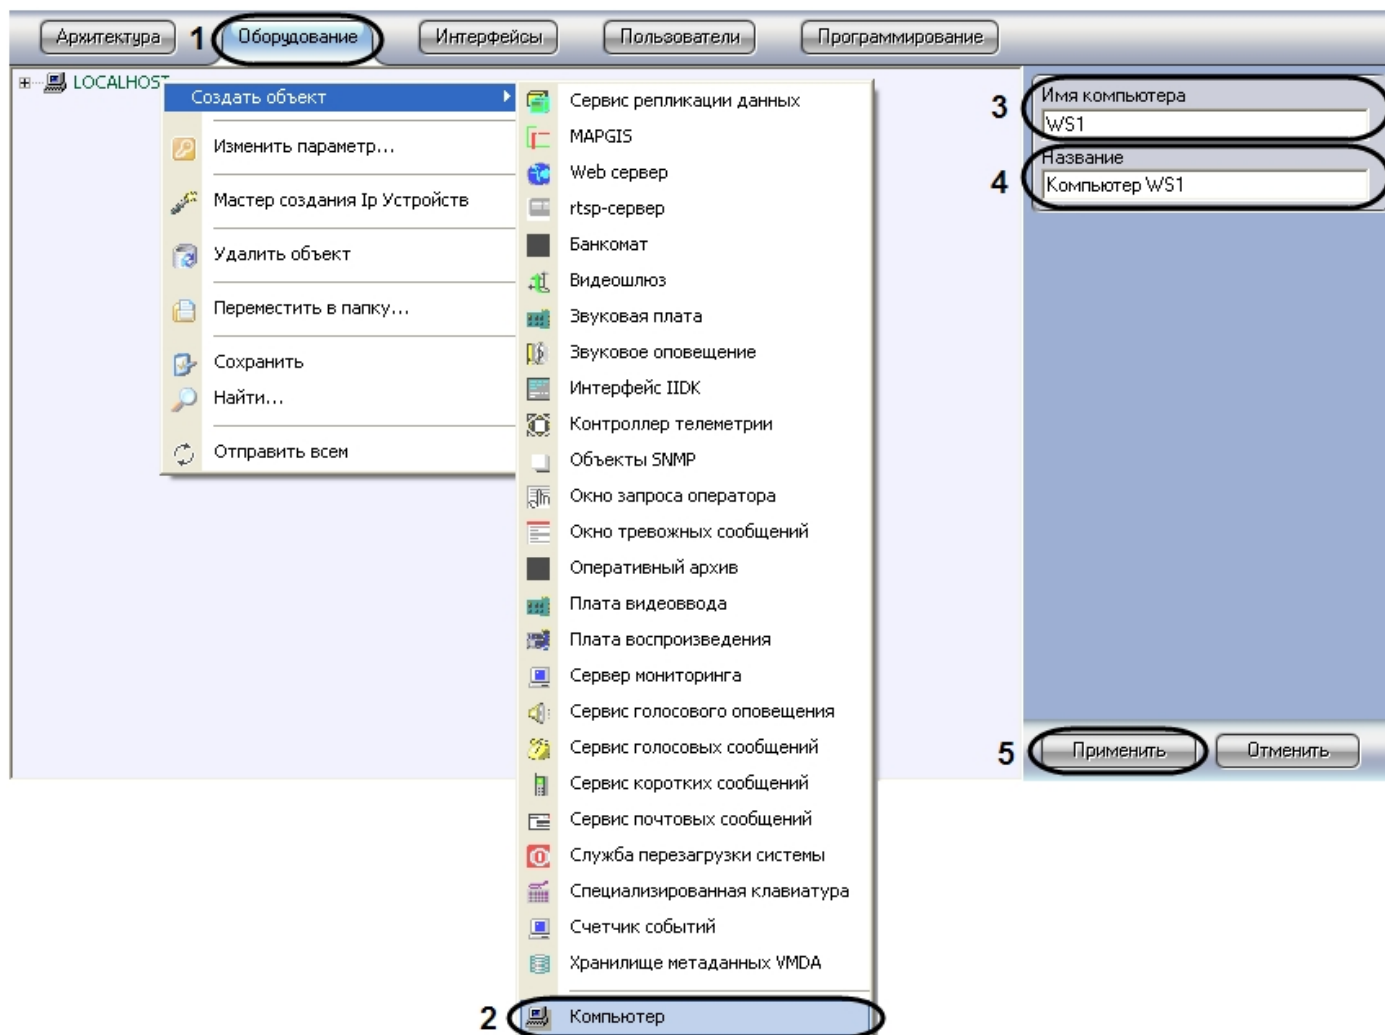 Архитектура
1
Оборудование
Интерфейсы
Пользователи
Программирование
LOCALHOST
Создать объект
Изменить параметр...
Мастер создания Ip Устройств
Удалить объект
Переместить в папку...
Сохранить
Найти...
Отправить всем
Сервис репликации данных
MAPGIS
Web сервер
rtsp-сервер
Банкомат
Видеошлюз
Звуковая плата
Звуковое оповещение
Интерфейс IIDK
Контроллер телеметрии
Объекты SNMP
Окно запроса оператора
Окно тревожных сообщений
Оперативный архив
Плата видеоввода
Плата воспроизведения
Сервер мониторинга
Сервис голосового оповещения
Сервис голосовых сообщений
Сервис коротких сообщений
Сервис почтовых сообщений
Служба перезагрузки системы
Специализированная клавиатура
Счетчик событий
Хранилище метаданных VMDA
2
Компьютер
3
Имя компьютера
WS1
4
Название
Компьютер WS1
5
Применить
Отменить